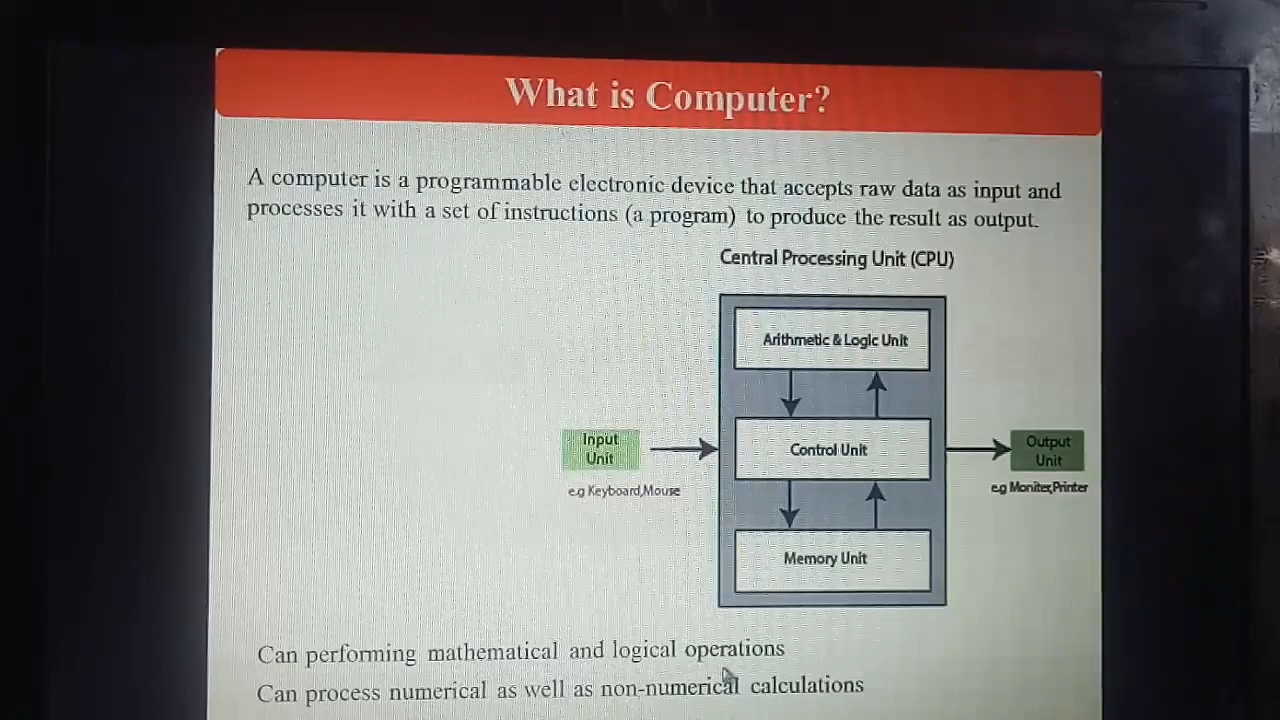 What is Computer?
A computer is a programmable electronic device that accepts raw data as input and
processes it with a set of instructions (a program) to produce the result as output.
Central Processing Unit (CPU)
Arithmetic & Logic Unit
Input
Unit
e.g Keyboard,Mouse
Control Unit
Output
Unit
e.g Moniter,Printer
Memory Unit
Can performing mathematical and logical operations
Can process numerical as well as non-numerical calculations